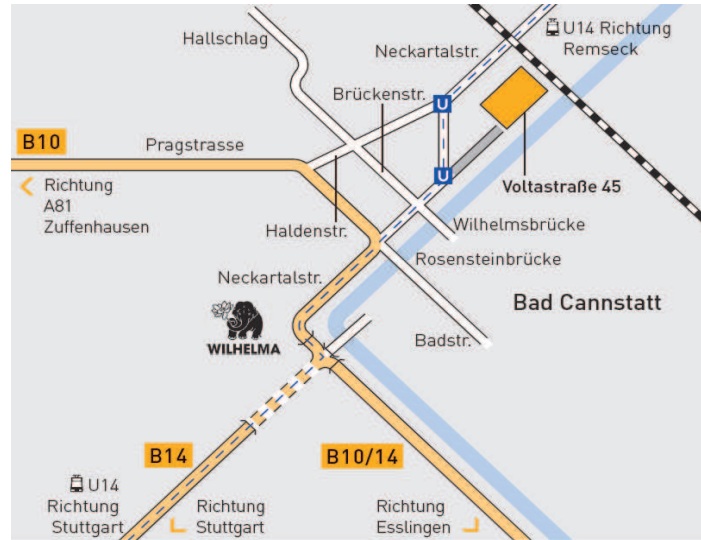 U14 Richtung
Remseck
Hallschlag
Neckartalstr.
Brückenstr.
U
B10
Pragstrasse
U
Richtung
A81
Zuffenhausen
Voltastraße 45
Haldenstr.
Wilhelmsbrücke
Rosensteinbrücke
Neckartalstr.
Bad Cannstatt
WILHELMA
Badstr.
B14
B10/14
U14
Richtung
Stuttgart
Richtung
Stuttgart
Richtung
Esslingen